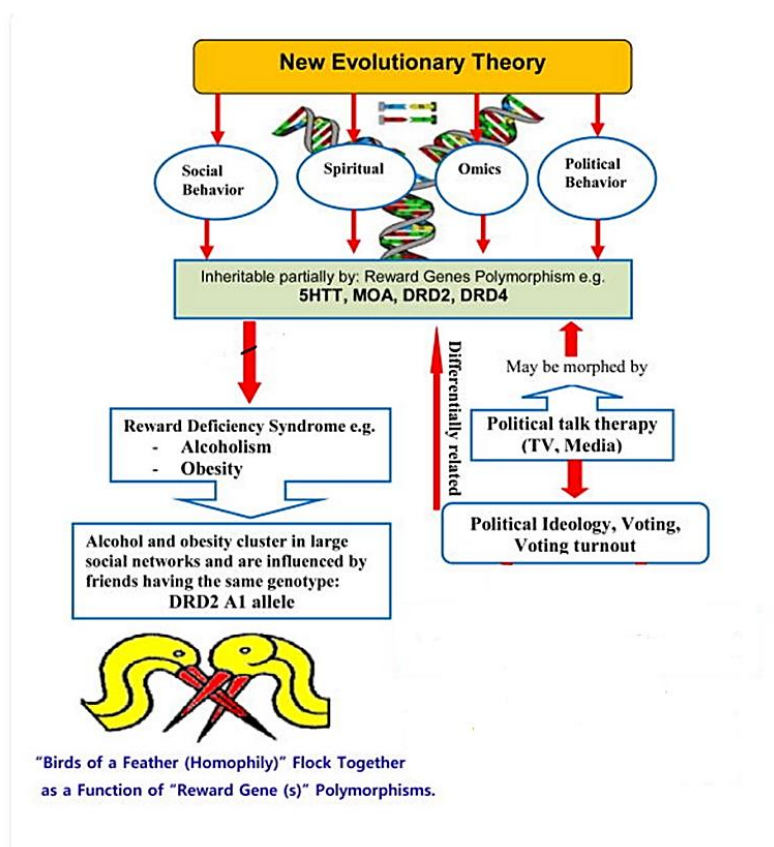 New Evolutionary Theory
Social
Behavior
Spiritual
Omics
Political
Behavior
Inheritable partially by: Reward Genes Polymorphism e.g.
5HTT, MOA, DRD2, DRD4
Differentially related
May be morphed by
Reward Deficiency Syndrome e.g.
- Alcoholism
- Obesity
Political talk therapy
(TV, Media)
Political Ideology, Voting,
Voting turnout
Alcohol and obesity cluster in large
social networks and are influenced by
friends having the same genotype:
DRD2 A1 allele
“Birds of a Feather (Homophily)” Flock Together
as a Function of “Reward Gene (s)” Polymorphisms.